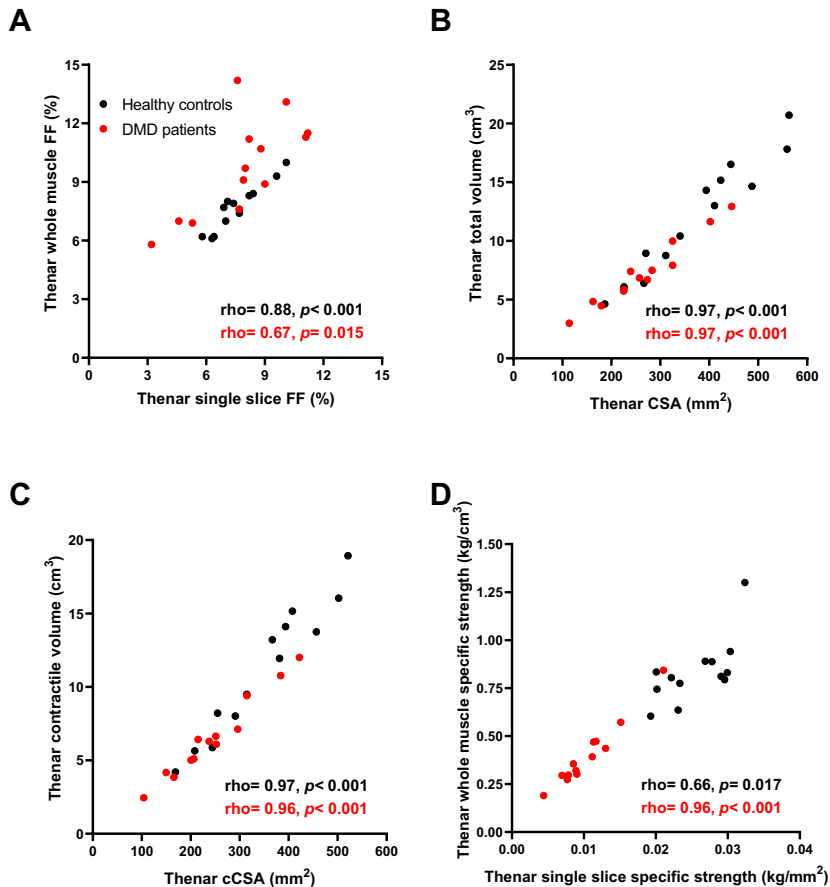 A
Thenar whole muscle FF (%)
15
12
9
6
3
0
Healthy controls
DMD patients
rho= 0.88, p< 0.001
rho= 0.67, p= 0.015
0 3 6 9 12 15
Thenar single slice FF (%)
B
Thenar total volume (cm³)
25
20
15
10
5
0
rho= 0.97, p< 0.001
rho= 0.97, p< 0.001
0 100 200 300 400 500 600
Thenar CSA (mm²)
C
Thenar contractile volume (cm³)
20
15
10
5
0
rho= 0.97, p< 0.001
rho= 0.96, p< 0.001
0 100 200 300 400 500 600
Thenar cCSA (mm²)
D
Thenar whole muscle specific strength (kg/cm³)
1.50
1.25
1.00
0.75
0.50
0.25
0.00
rho= 0.66, p= 0.017
rho= 0.96, p< 0.001
0.00 0.01 0.02 0.03 0.04
Thenar single slice specific strength (kg/mm²)